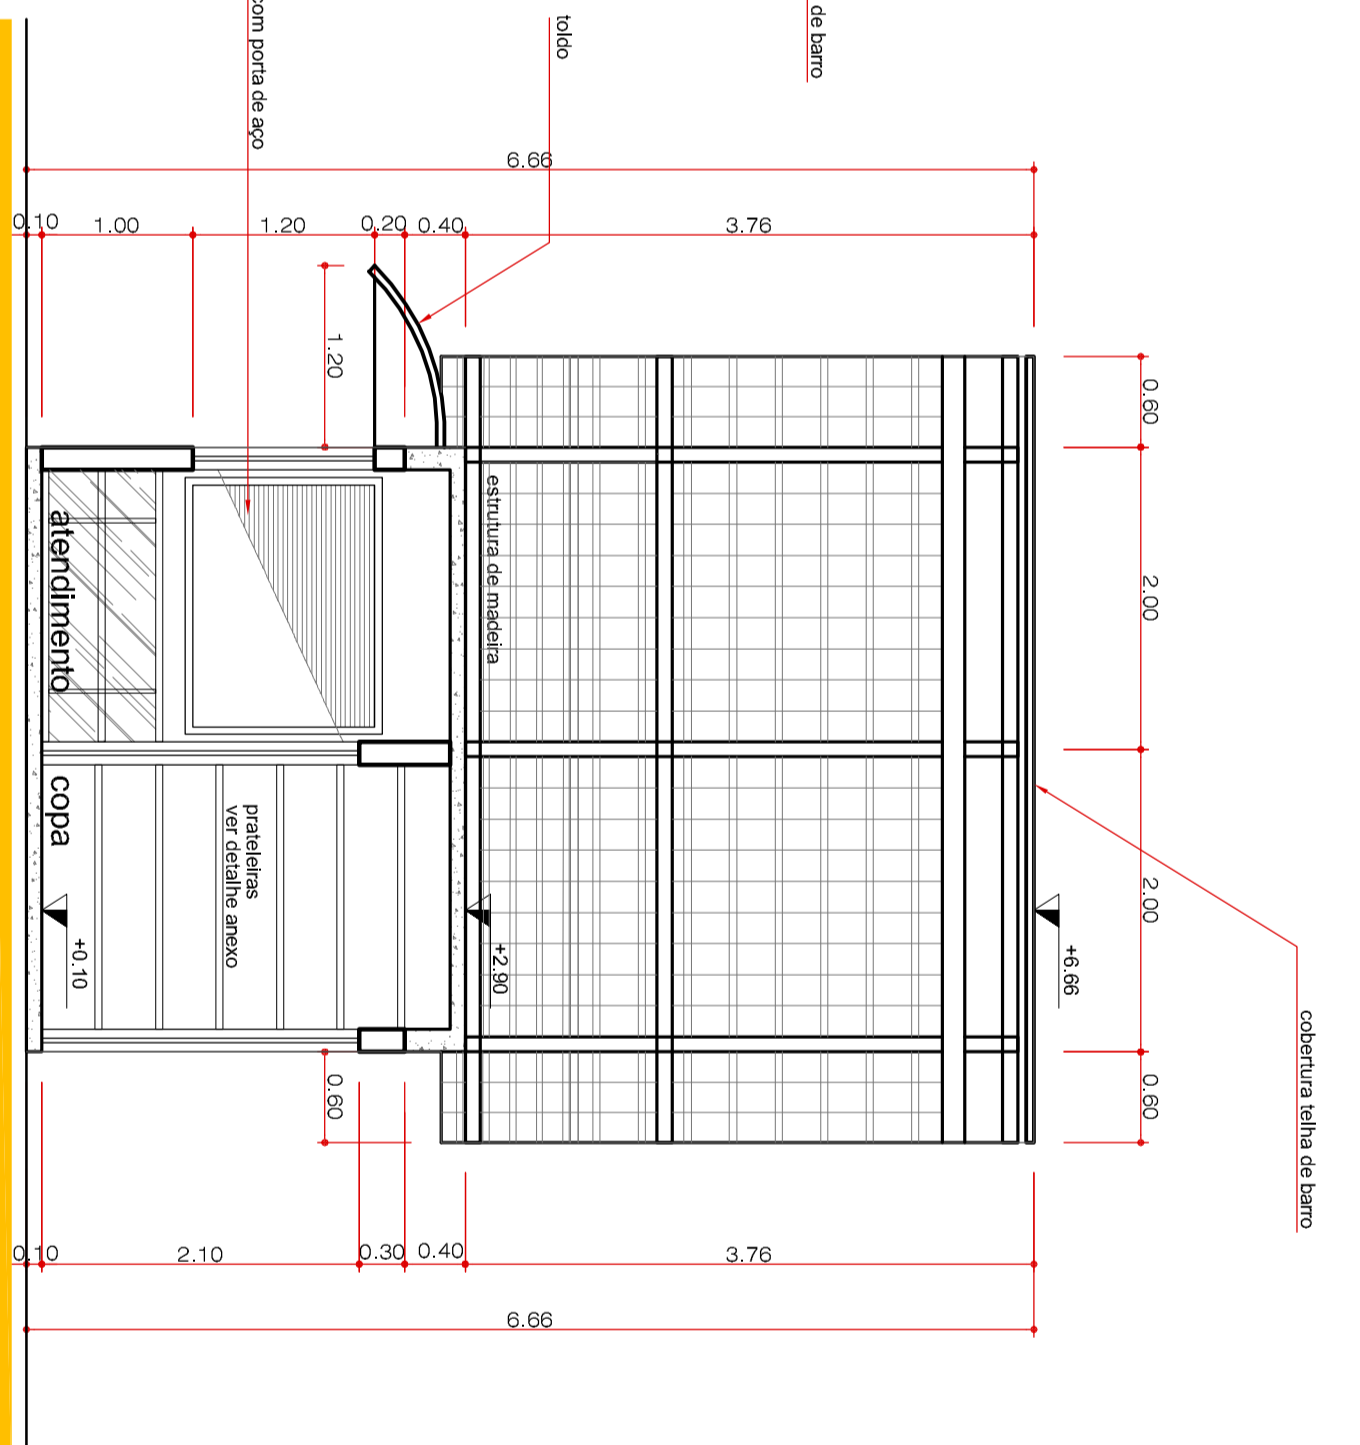 de barro
toldo
com porta de aço
6.66
0.10
1.00
1.20
0.20
0.40
3.76
1.20
0.60
2.00
2.00
0.60
estrutura de madeira
atendimento
copa
prateleiras
ver detalhe anexo
+0.10
+2.90
+6.66
cobertura telha de barro
0.60
0.10
2.10
0.30
0.40
3.76
6.66